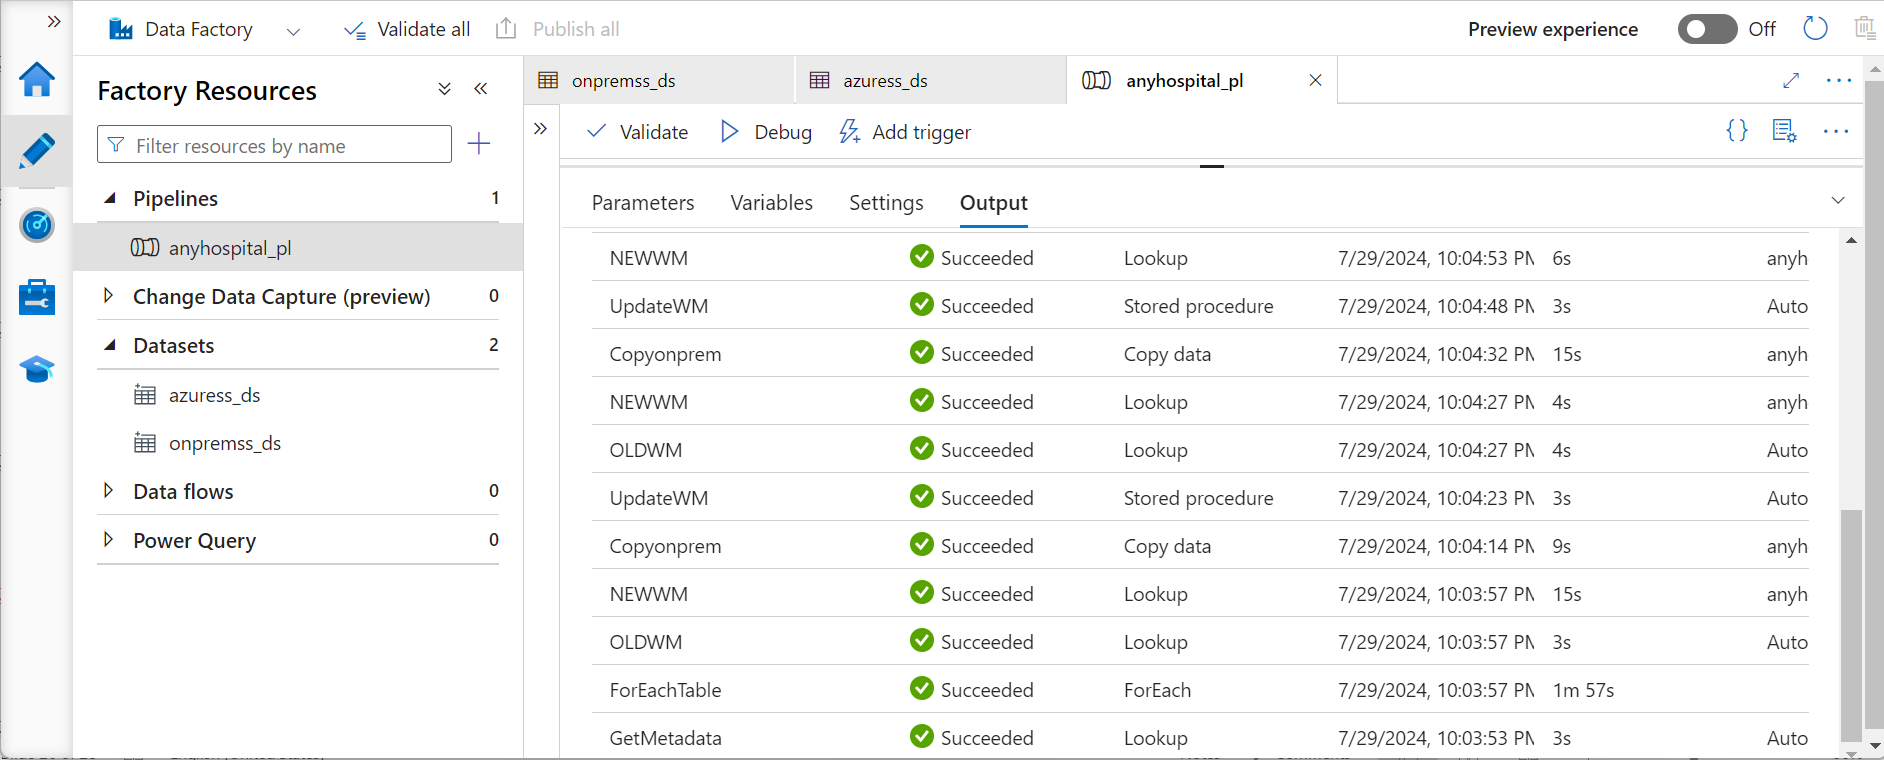 Data Factory
Validate all
Publish all
Preview experience
Off
Factory Resources
Filter resources by name
Pipelines 1
anyhospital_pl
Change Data Capture (preview) 0
Datasets 2
azuress_ds
onpremss_ds
Data flows 0
Power Query 0
onpremss_ds
azuress_ds
anyhospital_pl
Validate
Debug
Add trigger
Parameters
Variables
Settings
Output
NEWWM Succeeded Lookup 7/29/2024, 10:04:53 PM 6s anyh
UpdateWM Succeeded Stored procedure 7/29/2024, 10:04:48 PM 3s Auto
Copyonprem Succeeded Copy data 7/29/2024, 10:04:32 PM 15s anyh
NEWWM Succeeded Lookup 7/29/2024, 10:04:27 PM 4s anyh
OLDWM Succeeded Lookup 7/29/2024, 10:04:27 PM 4s Auto
UpdateWM Succeeded Stored procedure 7/29/2024, 10:04:23 PM 3s Auto
Copyonprem Succeeded Copy data 7/29/2024, 10:04:14 PM 9s anyh
NEWWM Succeeded Lookup 7/29/2024, 10:03:57 PM 15s anyh
OLDWM Succeeded Lookup 7/29/2024, 10:03:57 PM 3s Auto
ForEachTable Succeeded ForEach 7/29/2024, 10:03:57 PM 1m 57s
GetMetadata Succeeded Lookup 7/29/2024, 10:03:53 PM 3s Auto